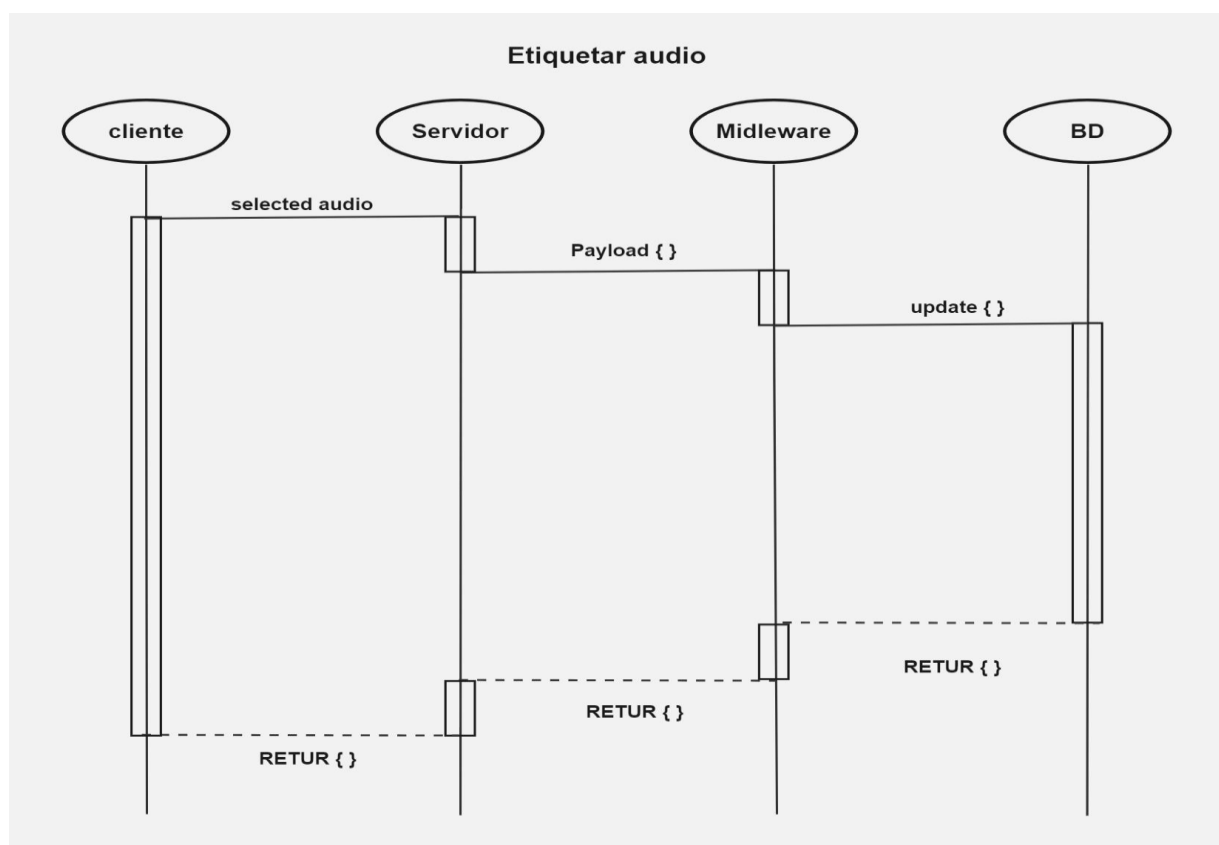 Etiquetar audio
cliente
Servidor
Midleware
BD
selected audio
Payload { }
update { }
RETUR { }
RETUR { }
RETUR { }